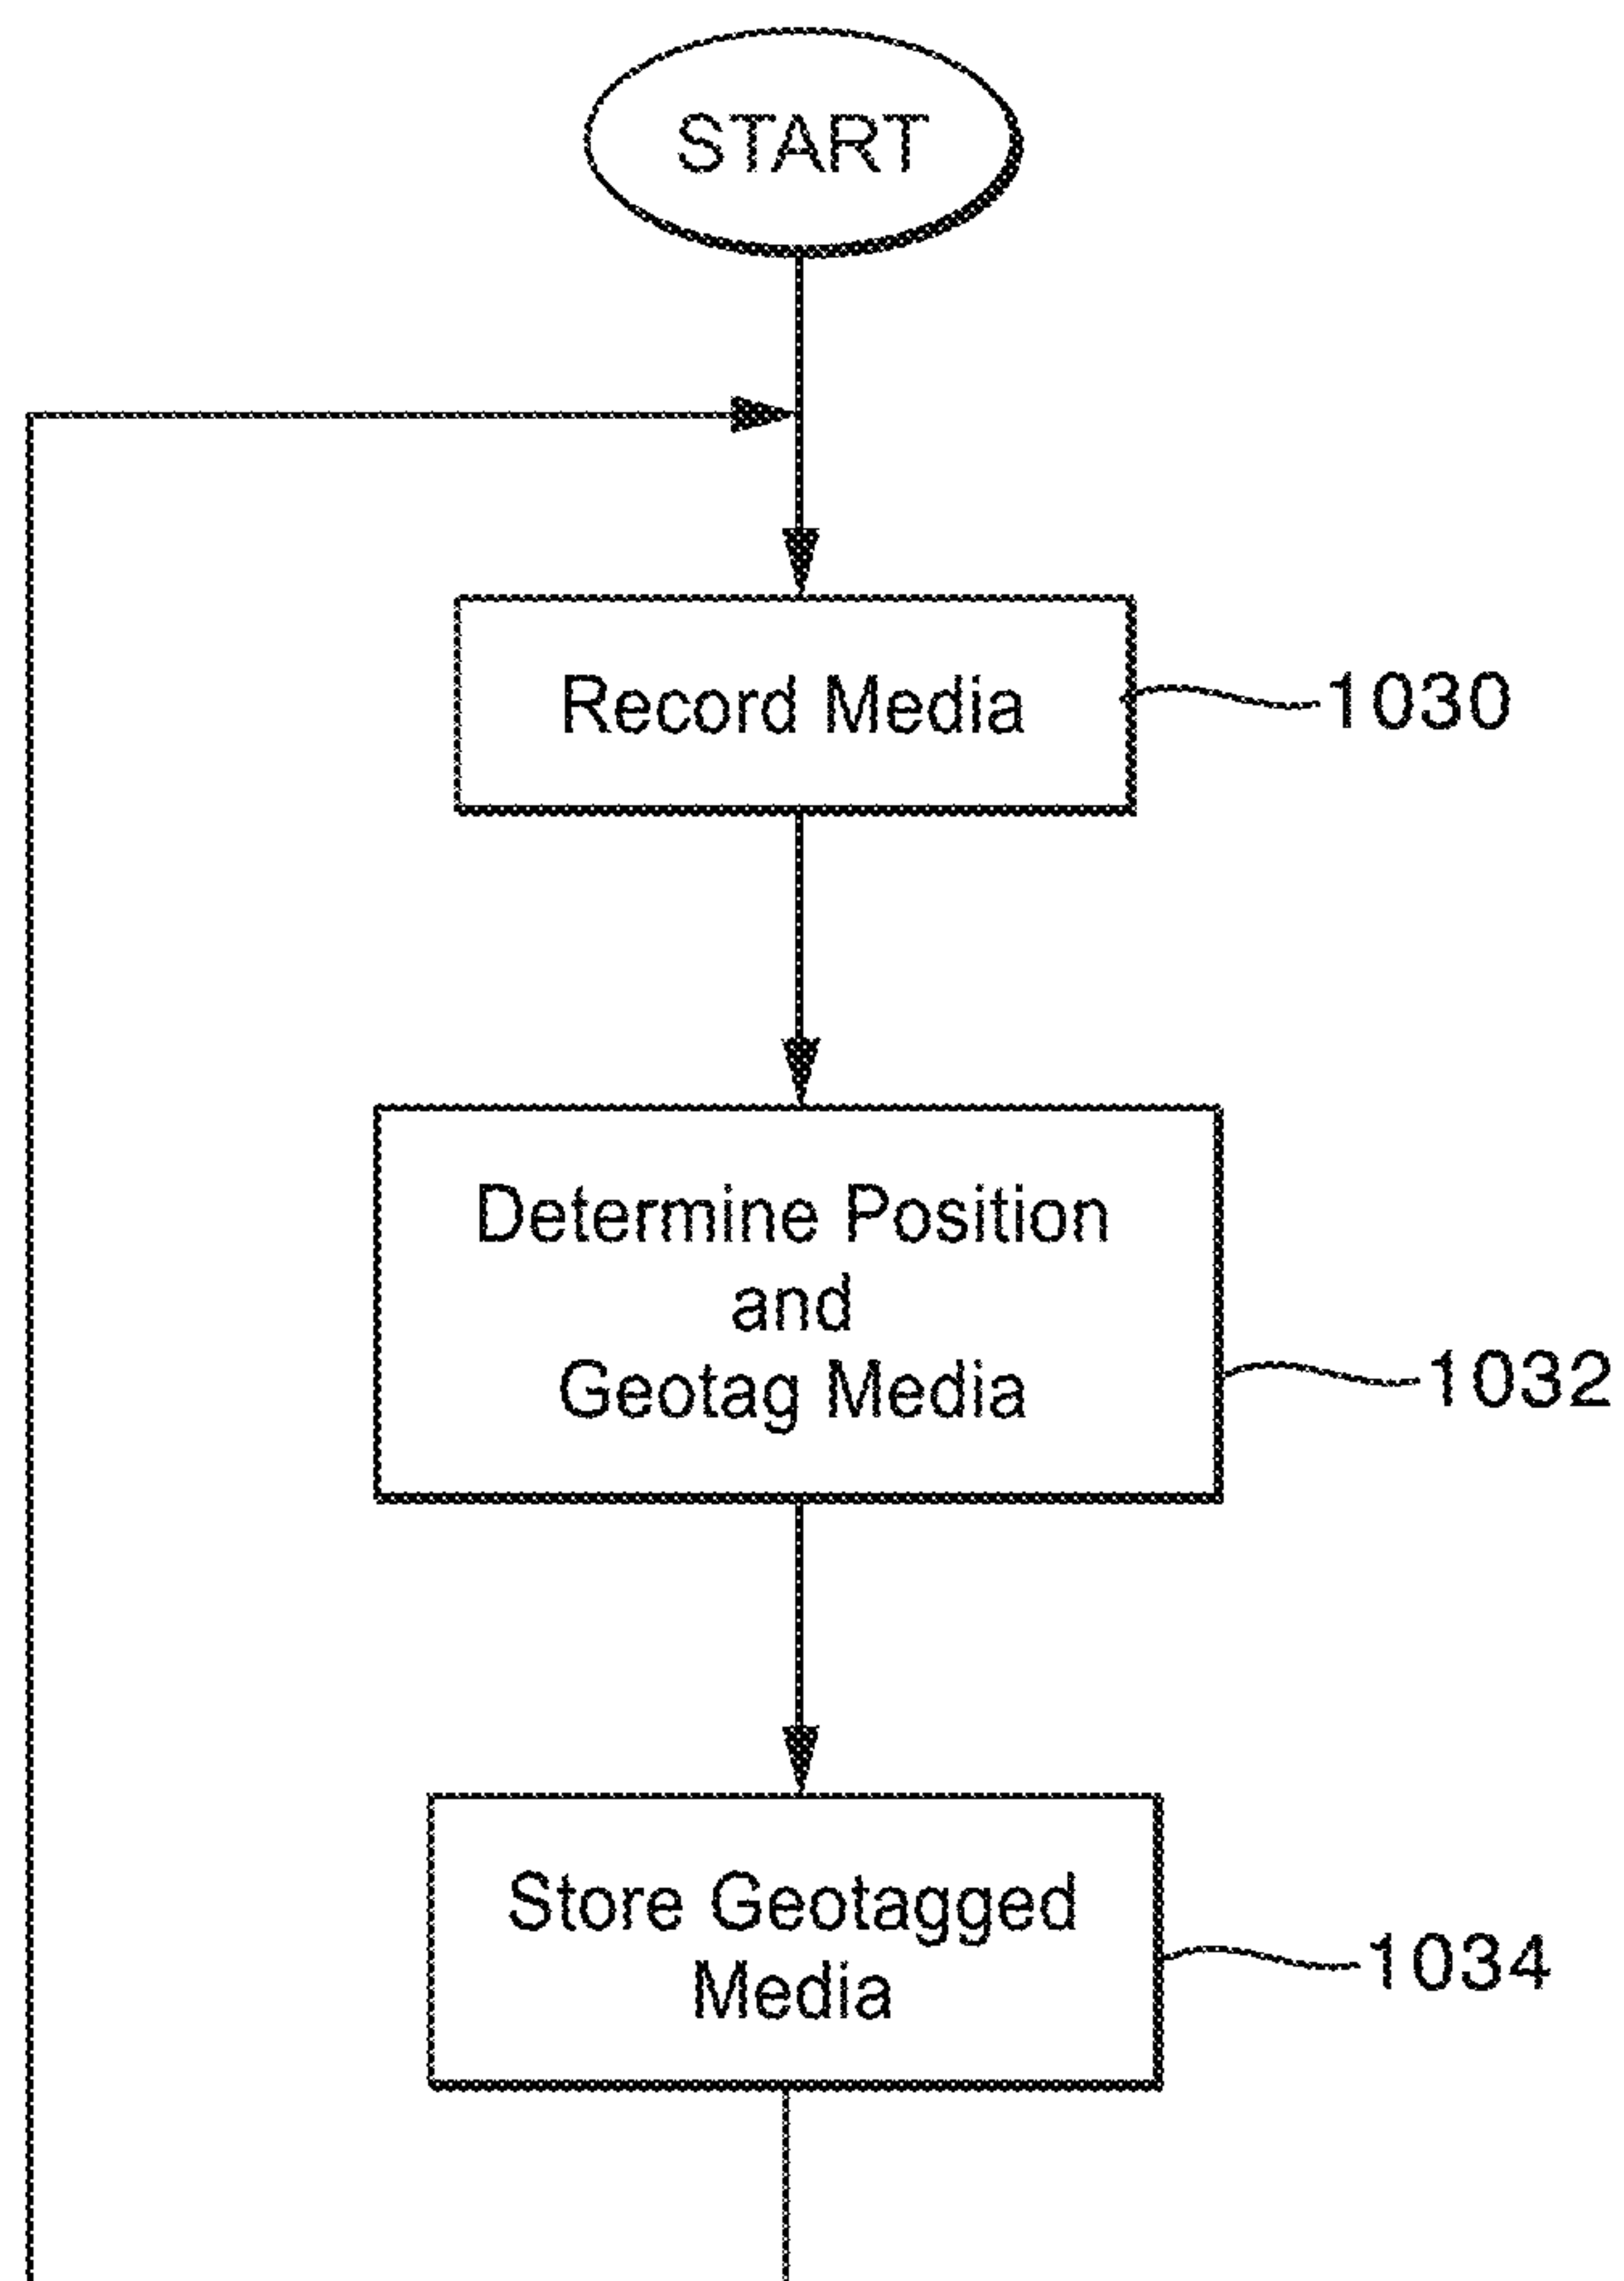 START
Record Media
1030
Determine Position
and
Geotag Media
1032
Store Geotagged
Media
1034